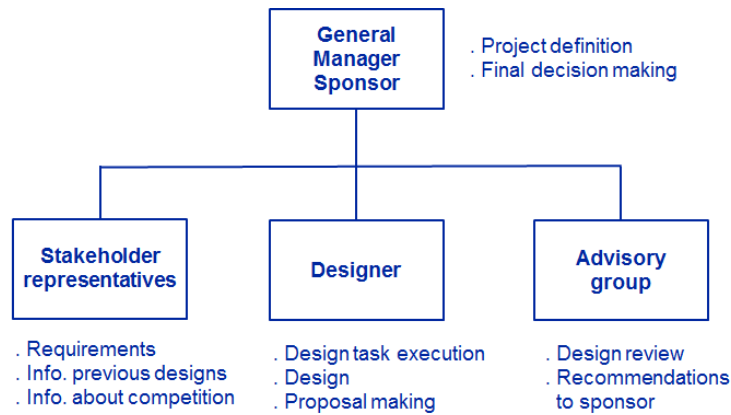 General
Manager
Sponsor
. Project definition
. Final decision making
Stakeholder
representatives
Designer
Advisory
group
. Requirements
. Info. previous designs
. Info. about competition
. Design task execution
. Design
. Proposal making
. Design review
. Recommendations
to sponsor